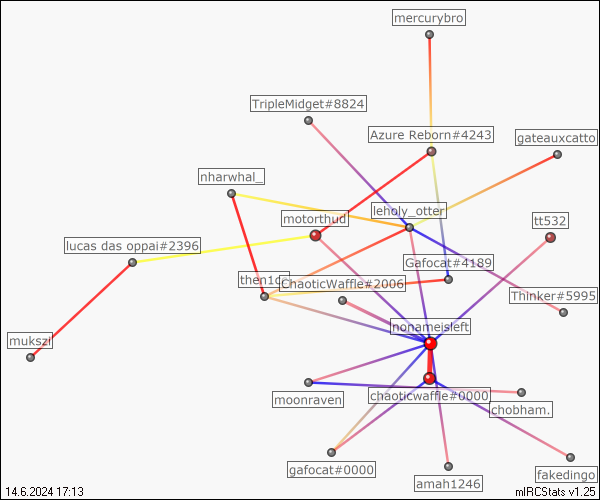 mercurybro
TripleMidget#8824
Azure Reborn#4243
gateauxcatto
nharwhal_
leholy_otter
motorthud
tt532
lucas das oppai#2396
Gafocat#4189
then1c
ChaoticWaffle#2006
Thinker#5995
nonameisleft
mukszi
moonraven
chaoticwaffle#0000
chobham.
gafocat#0000
amah1246
fakedingo
14.6.2024 17:13
mIRCStats v1.25